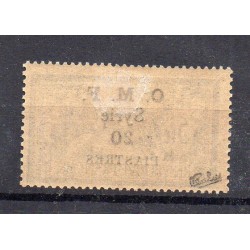 O. M. F.
Syrie
20
PIASTRES